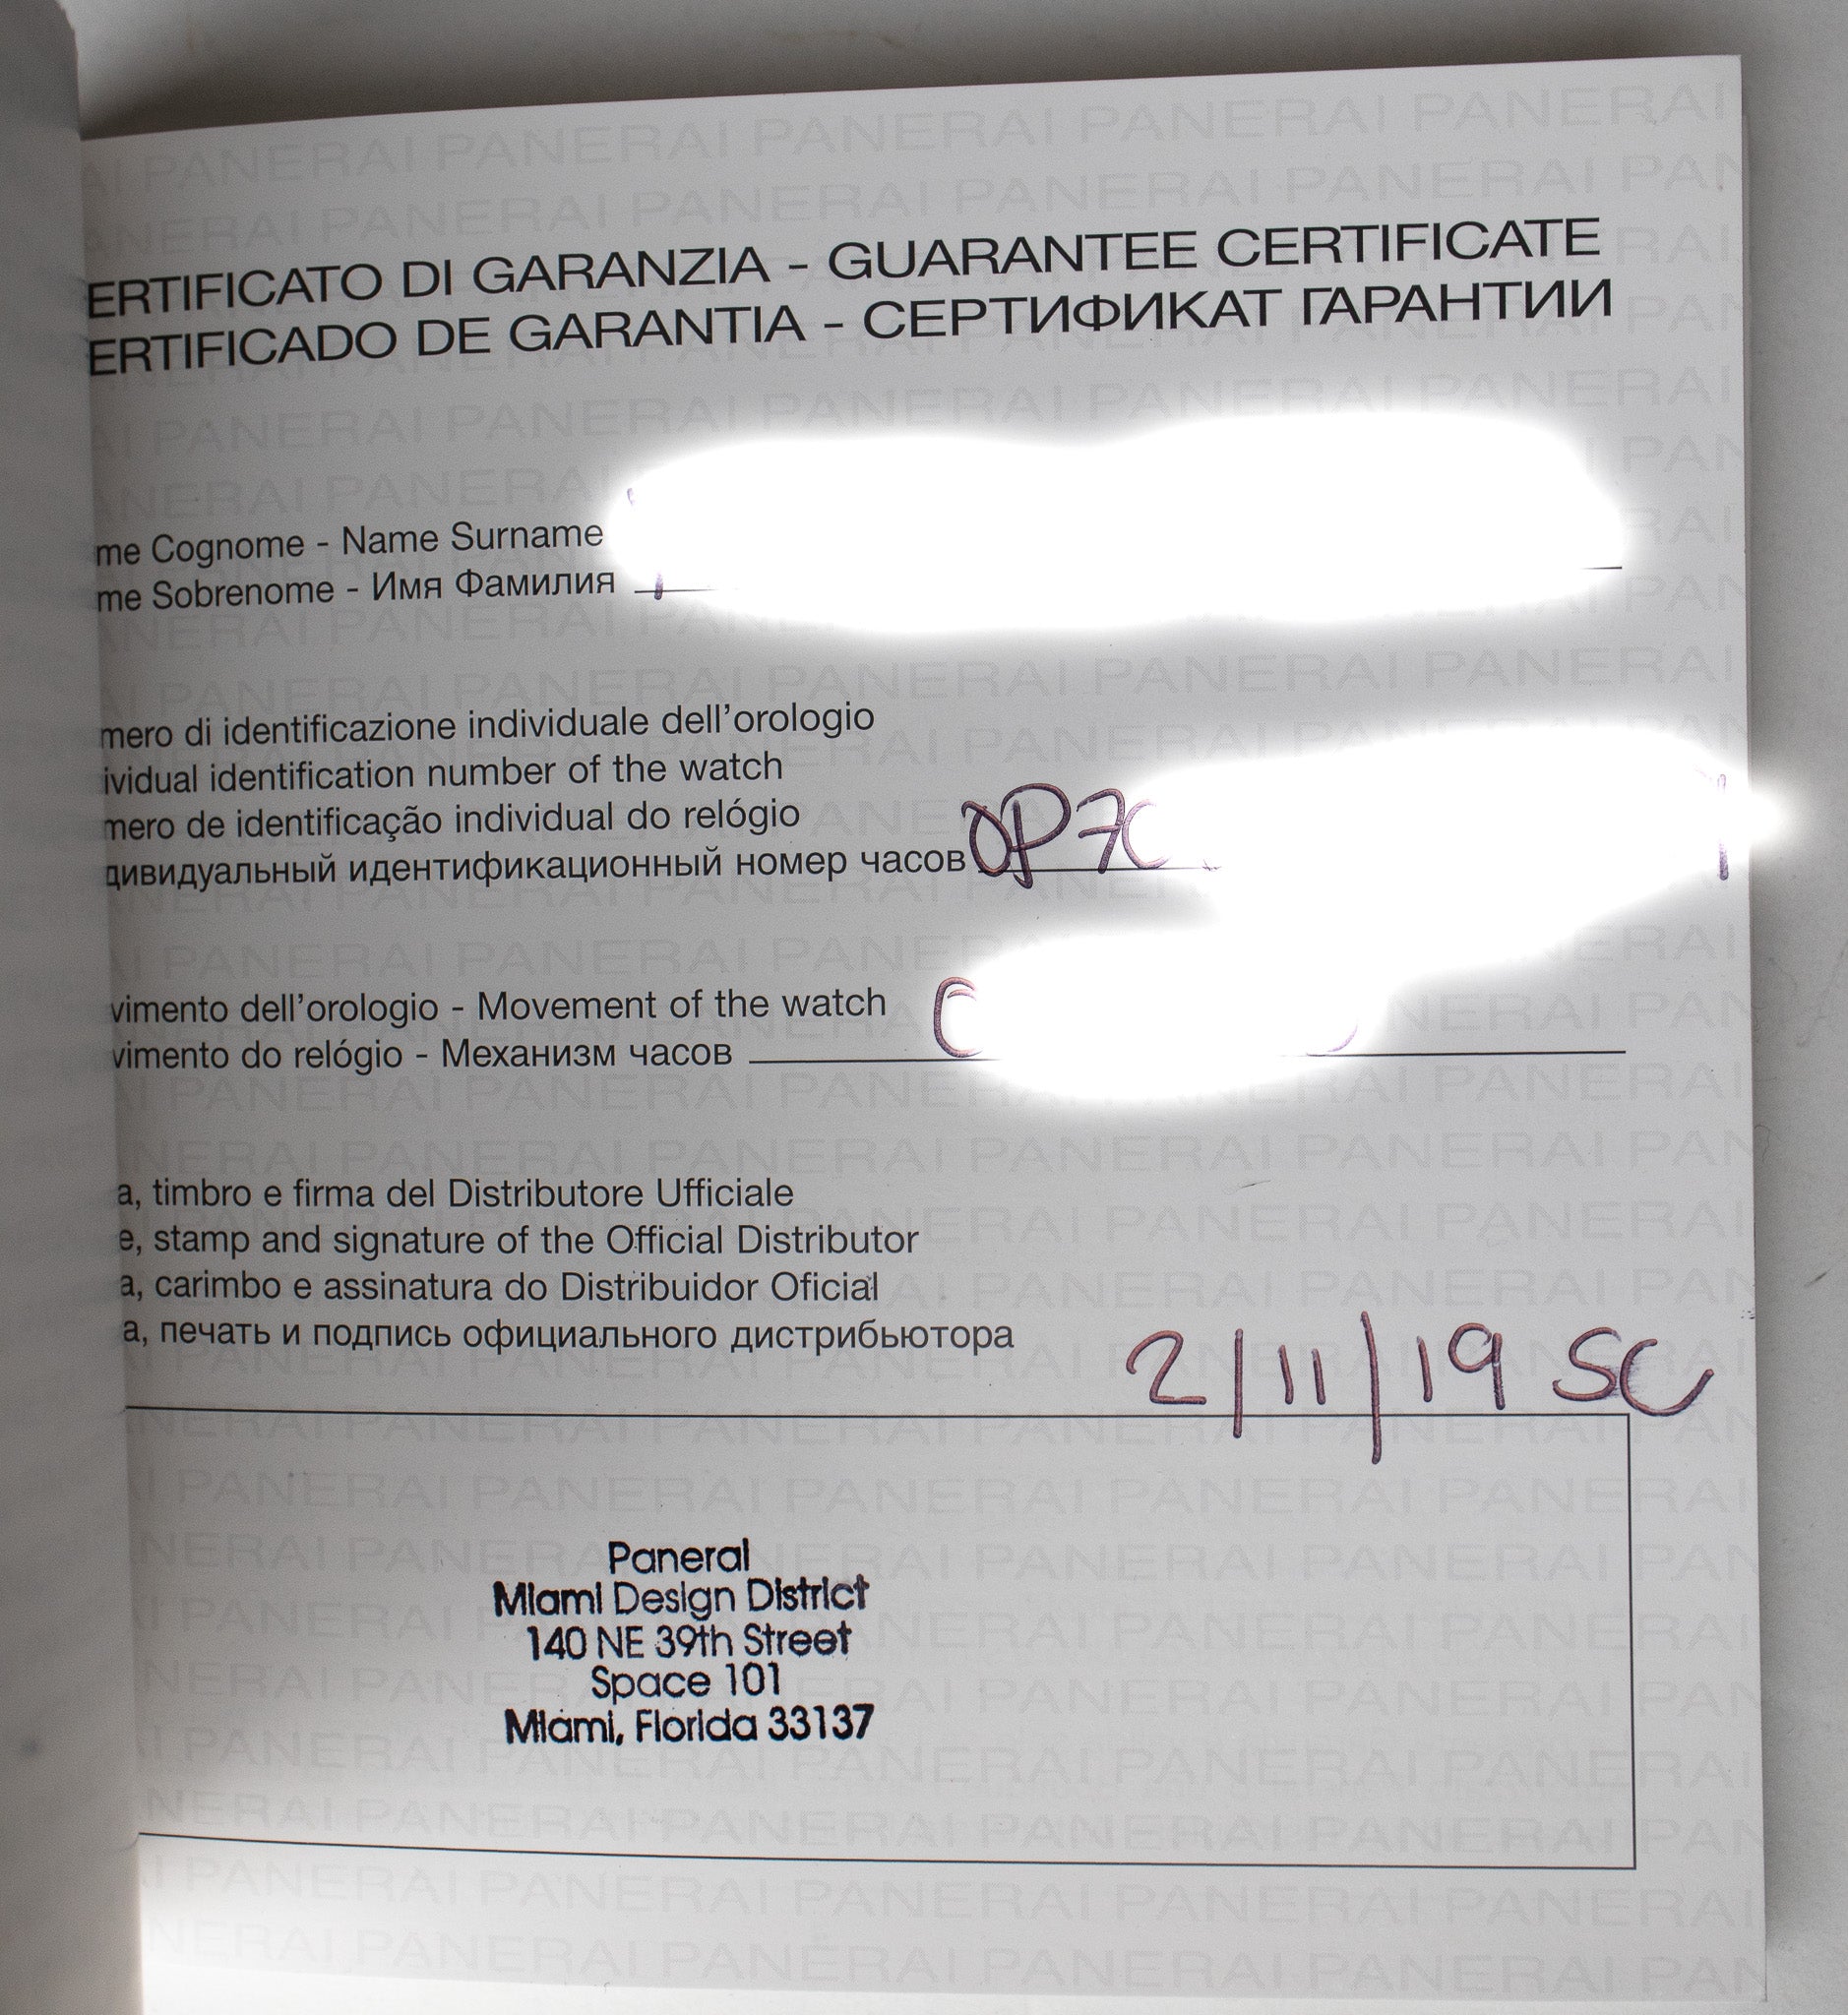 ERTIFICATO DI GARANZIA - GUARANTEE CERTIFICATE
ERTIFICADO DE GARANTIA - СЕРТИФИКАТ ГАРАНТИИ
me Cognome - Name Surname
me Sobrenome - Имя Фамилия
mero di identificazione individuale dell'orologio
ividual identification number of the watch
mero de identificação individual do relógio
дивидуальный идентификационный номер часов OP70
vimento dell'orologio - Movement of the watch
vimento do relógio - Механизм часов
a, timbro e firma del Distributore Ufficiale
e, stamp and signature of the Official Distributor
a, carimbo e assinatura do Distribuidor Oficial
а, печать и подпись официального дистрибьютора
2/11/19 SC
Panerai
Miami Design District
140 NE 39th Street
Space 101
Miami, Florida 33137